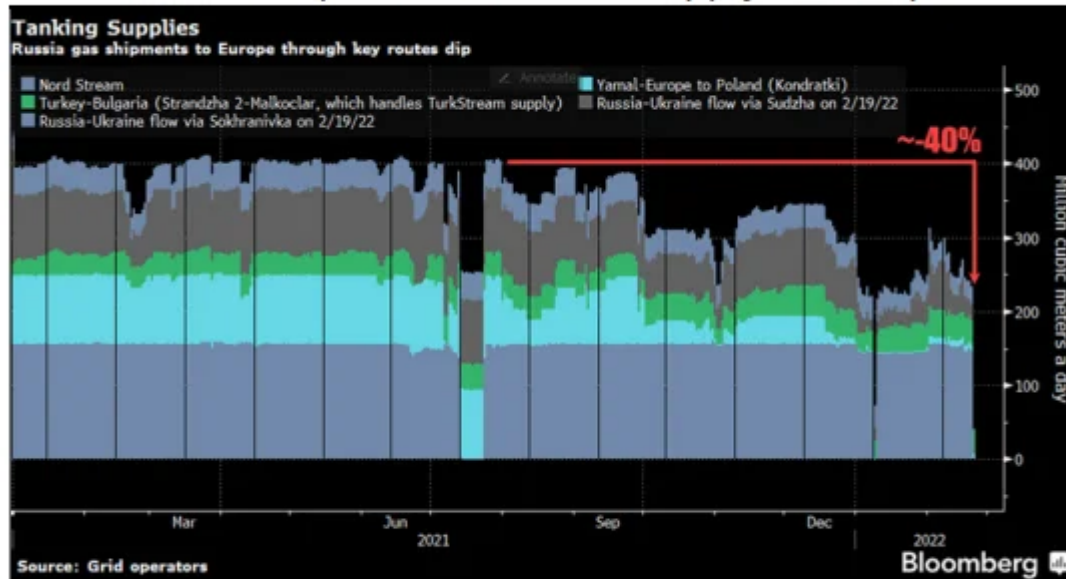 Tanking Supplies
Russia gas shipments to Europe through key routes dip
Annotate
Nord Stream
Yamal-Europe to Poland (Kondratki)
Turkey-Bulgaria (Strandzha 2-Malkoclar, which handles TurkStream supply)
Russia-Ukraine flow via Sudzha on 2/19/22
Russia-Ukraine flow via Sokhranivka on 2/19/22
~-40%
500
400
300
200
100
0
Million cubic meters a day
Mar
Jun
Sep
Dec
2021
2022
Source: Grid operators
Bloomberg